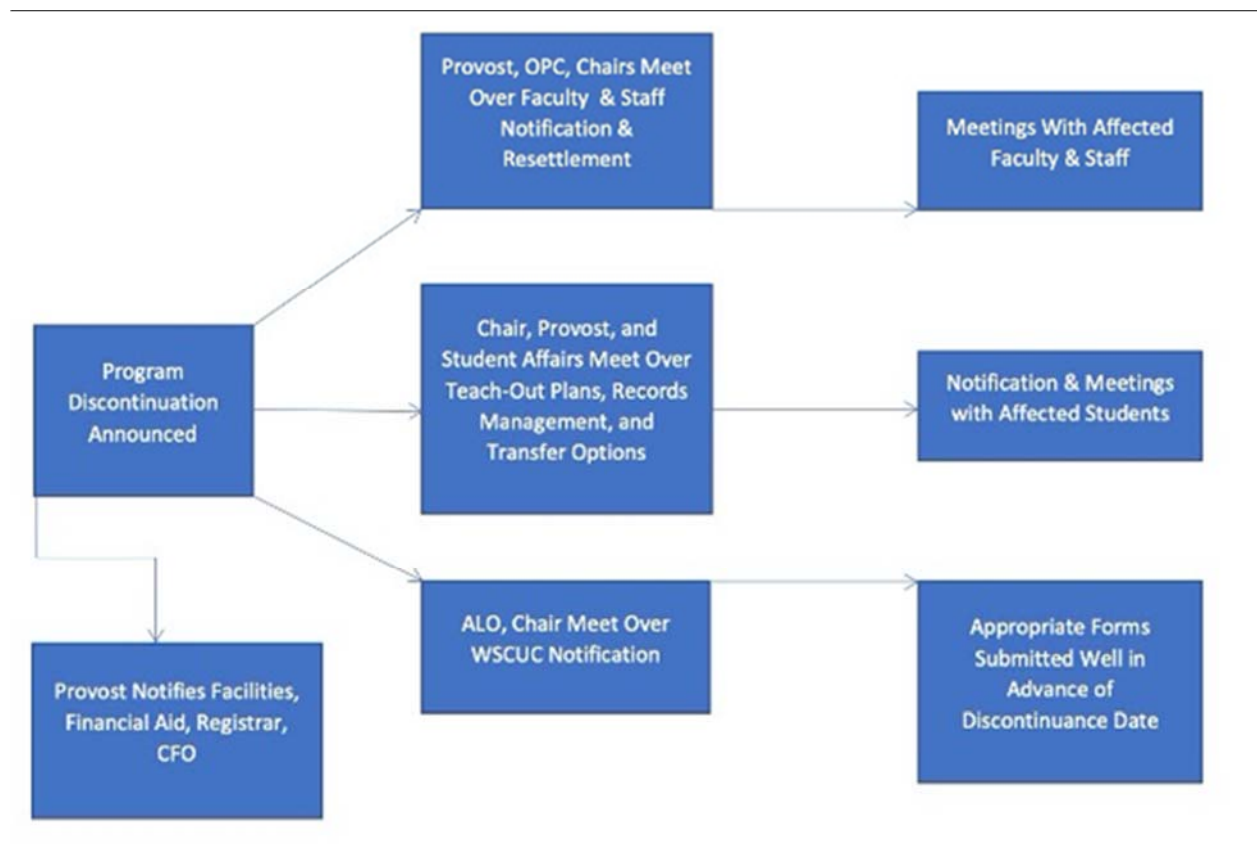 Provost, OPC, Chairs Meet
Over Faculty & Staff
Notification &
Resettlement
Meetings With Affected
Faculty & Staff
Program
Discontinuation
Announced
Chair, Provost, and
Student Affairs Meet Over
Teach-Out Plans, Records
Management, and
Transfer Options
Notification & Meetings
with Affected Students
ALO, Chair Meet Over
WSCUC Notification
Appropriate Forms
Submitted Well in
Advance of
Discontinuance Date
Provost Notifies Facilities,
Financial Aid, Registrar,
CFO